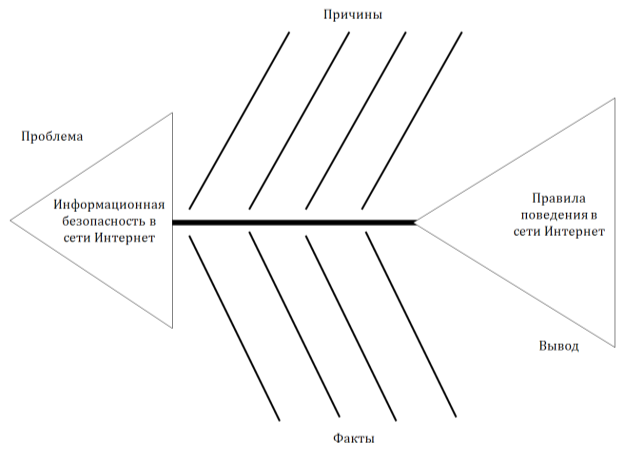 Причины
Проблема
Информационная
безопасность в
сети Интернет
Правила
поведения в
сети Интернет
Вывод
Факты